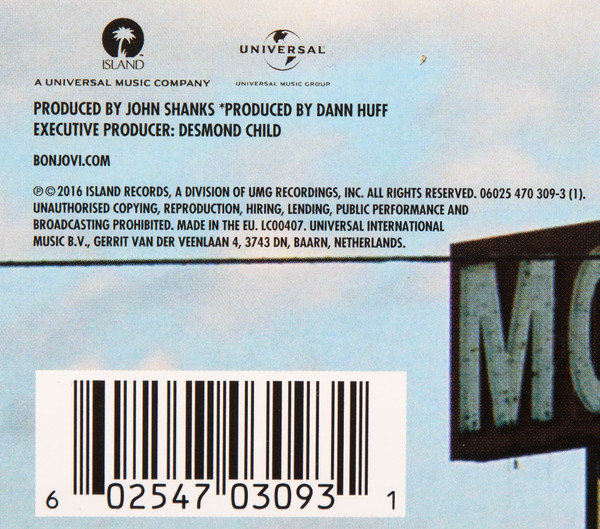 ISLAND
UNIVERSAL
A UNIVERSAL MUSIC COMPANY
UNIVERSAL MUSIC GROUP
PRODUCED BY JOHN SHANKS *PRODUCED BY DANN HUFF
EXECUTIVE PRODUCER: DESMOND CHILD
BONJOVI.COM
℗ © 2016 ISLAND RECORDS, A DIVISION OF UMG RECORDINGS, INC. ALL RIGHTS RESERVED. 06025 470 309-3 (1).
UNAUTHORISED COPYING, REPRODUCTION, HIRING, LENDING, PUBLIC PERFORMANCE AND
BROADCASTING PROHIBITED. MADE IN THE EU. LC00407. UNIVERSAL INTERNATIONAL
MUSIC B.V., GERRIT VAN DER VEENLAAN 4, 3743 DN, BAARN, NETHERLANDS.
MO
6 02547 03093 1